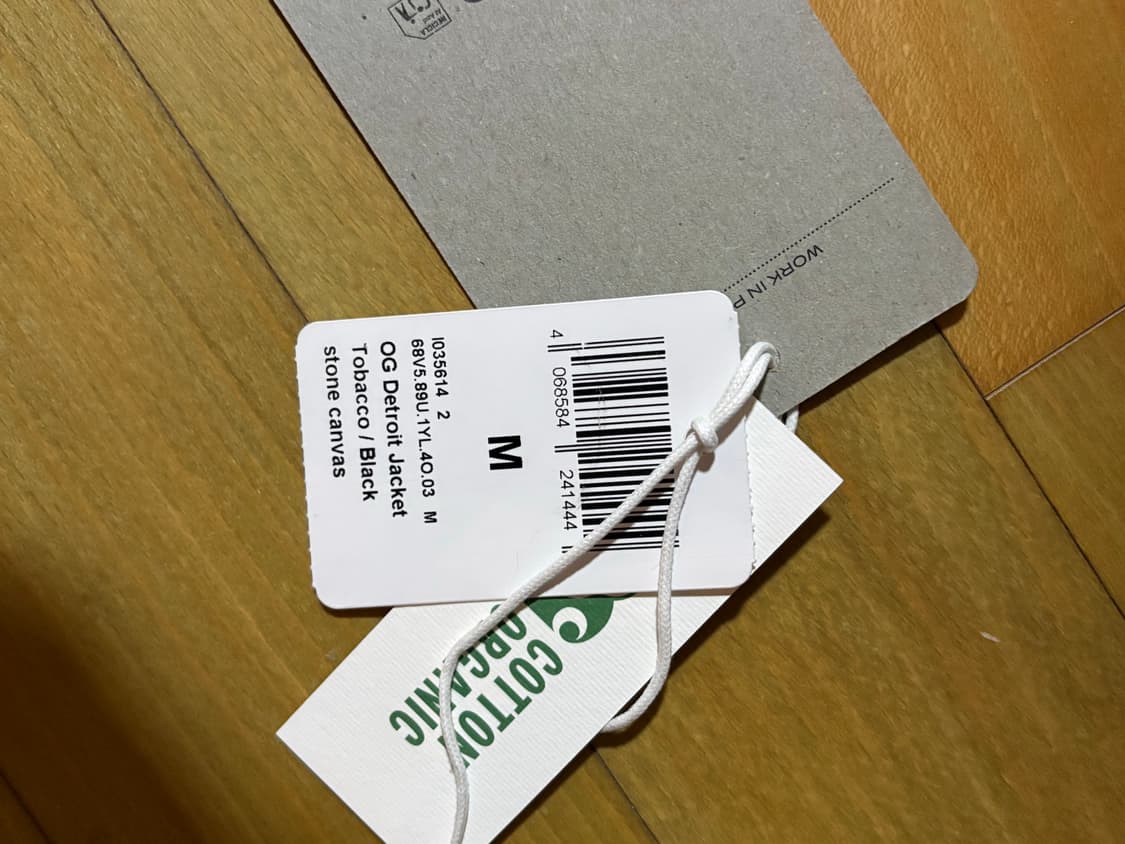 I035614 2
68V5.89U.1YL.4O.03 M
OG Detroit Jacket
Tobacco / Black
stone canvas
M
4 068584 241444
WORK IN P
ORGANIC
COTTON